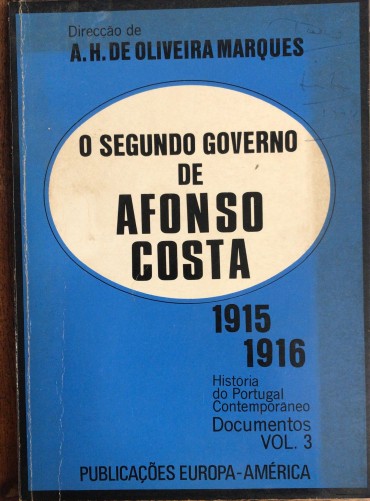 Direcção de
A. H. DE OLIVEIRA MARQUES
O SEGUNDO GOVERNO
DE
AFONSO
COSTA
1915
1916
História
do Portugal
Contemporâneo
Documentos
VOL. 3
PUBLICAÇÕES EUROPA-AMÉRICA